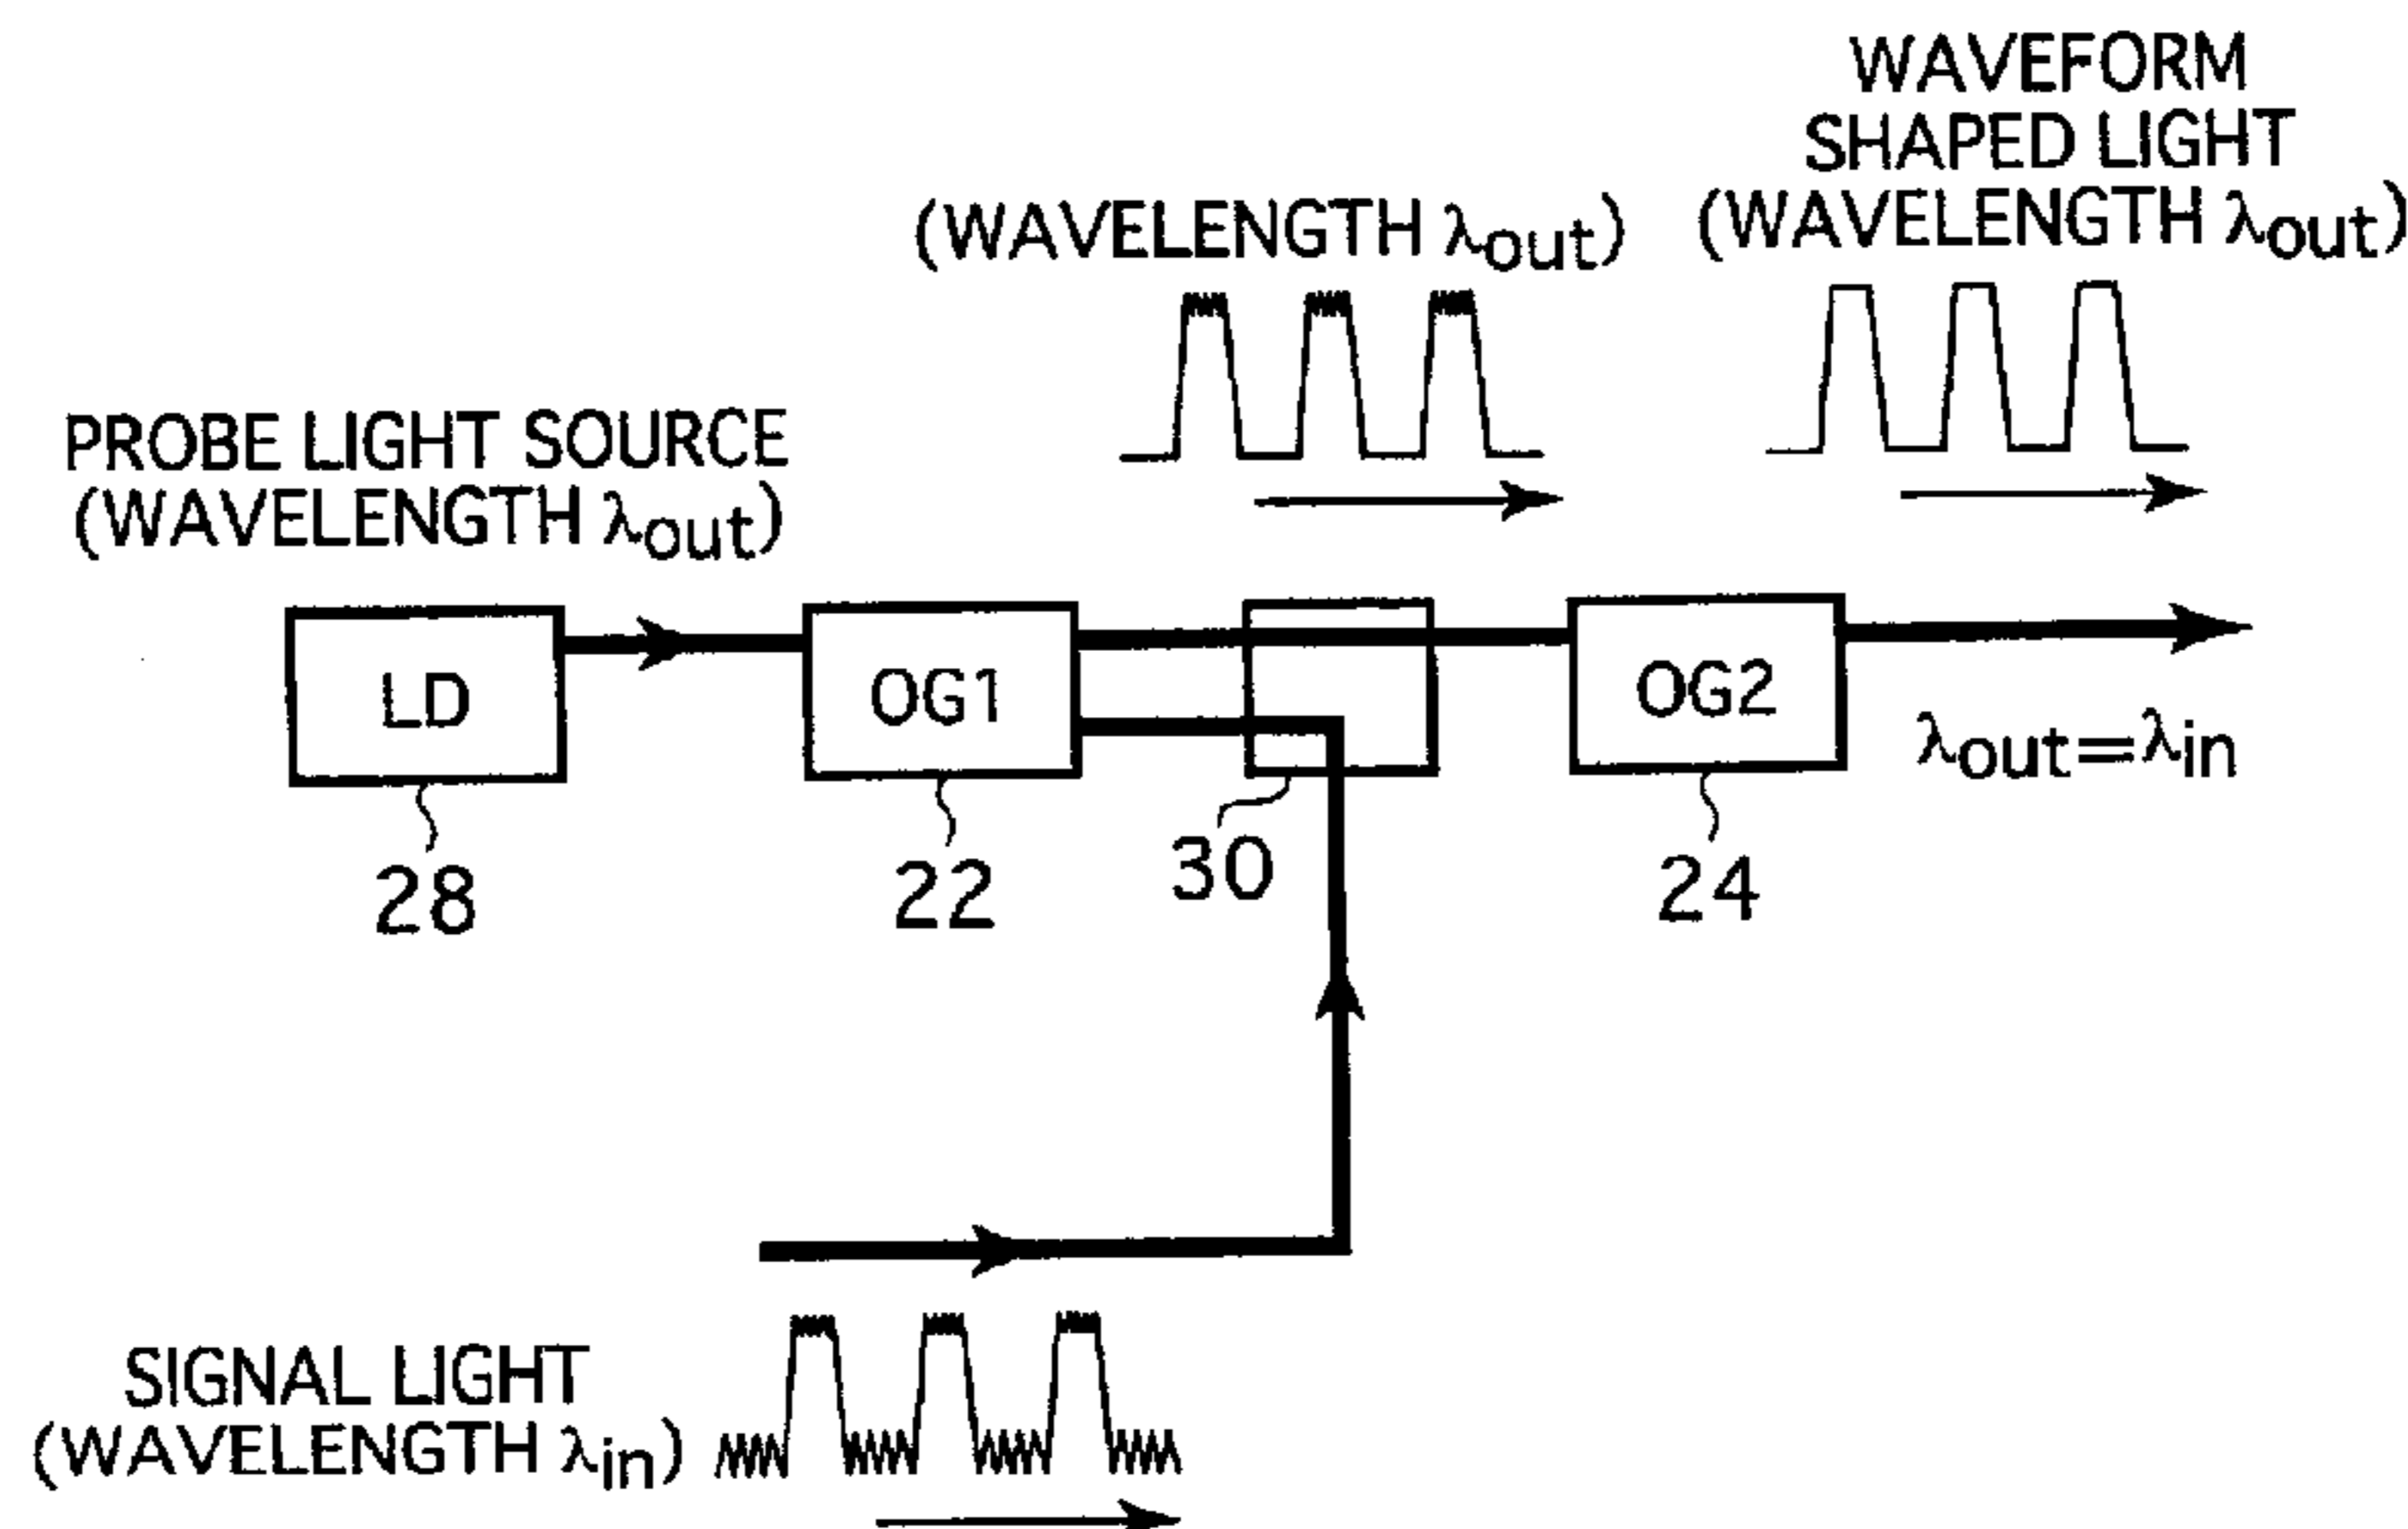 WAVEFORM
SHAPED LIGHT
(WAVELENGTH λout)
(WAVELENGTH λout)
PROBE LIGHT SOURCE
(WAVELENGTH λout)
LD
OG1
OG2
λout=λin
28
22
30
24
SIGNAL LIGHT
(WAVELENGTH λin)